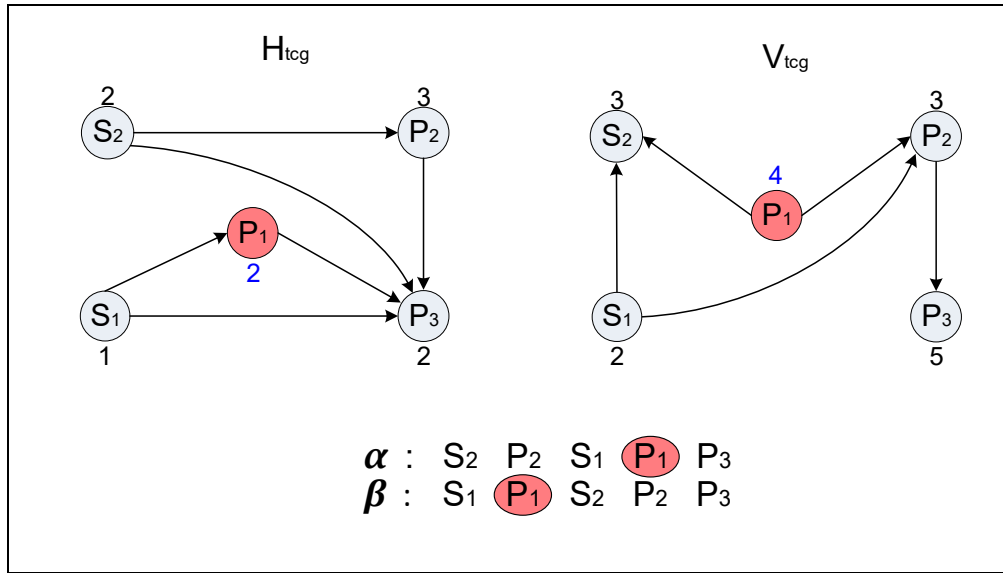 Htcg
Vtcg
2
3
S2
P2
P1
2
S1
P3
1
2
3
3
S2
P2
4
P1
S1
P3
2
5
α : S2 P2 S1 P1 P3
β : S1 P1 S2 P2 P3